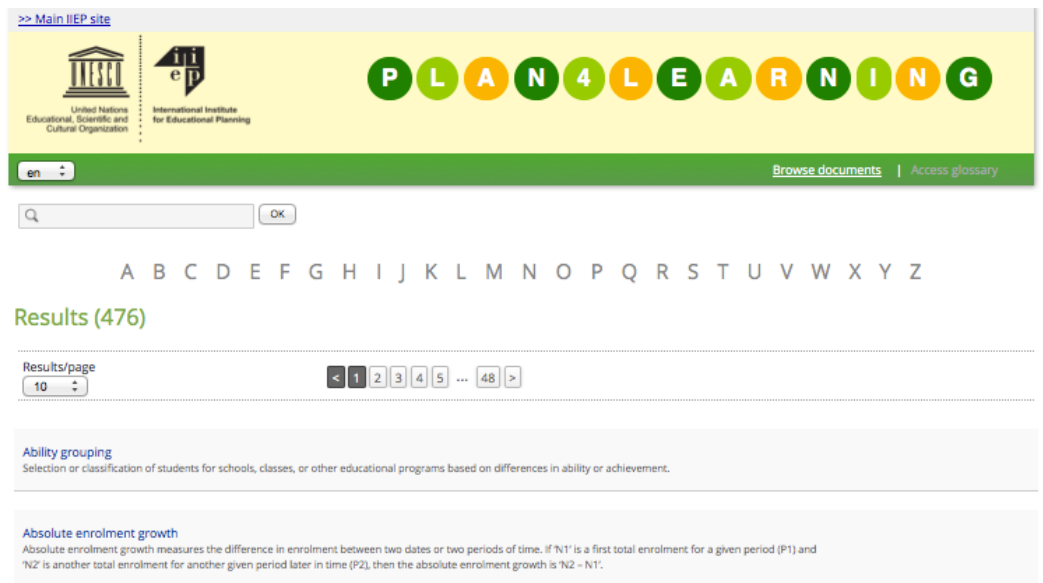 >> Main IIEP site
UNESCO
United Nations
Educational, Scientific and
Cultural Organization
iiep
International Institute
for Educational Planning
PLAN4LEARNING
en
Browse documents | Access glossary
OK
A B C D E F G H I J K L M N O P Q R S T U V W X Y Z
Results (476)
Results/page
10
< 1 2 3 4 5 ... 48 >
Ability grouping
Selection or classification of students for schools, classes, or other educational programs based on differences in ability or achievement.
Absolute enrolment growth
Absolute enrolment growth measures the difference in enrolment between two dates or two periods of time. If 'N1' is a first total enrolment for a given period (P1) and
'N2' is another total enrolment for another given period later in time (P2), then the absolute enrolment growth is 'N2 – N1'.